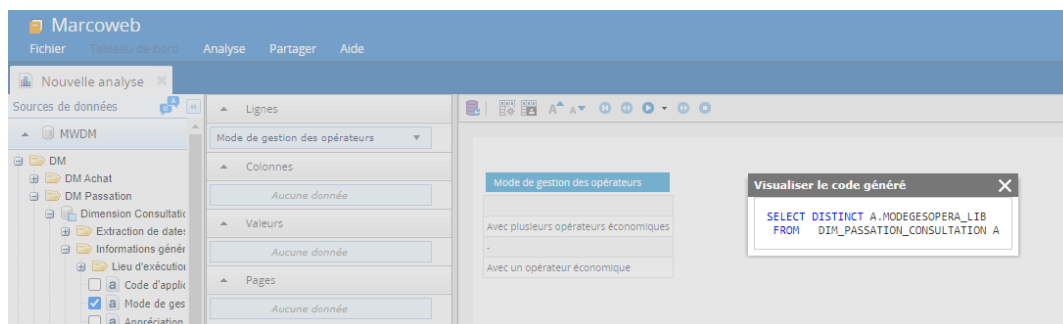 Marcoweb
Fichier Tableau de bord Analyse Partager Aide
Nouvelle analyse
Sources de données
MWDM
DM
DM Achat
DM Passation
Dimension Consultatic
Extraction de date:
Informations génér
Lieu d'exécutior
a Code d'applic
a Mode de ges
a Appréciation
Lignes
Mode de gestion des opérateurs
Colonnes
Aucune donnée
Valeurs
Aucune donnée
Pages
Aucune donnée
Mode de gestion des opérateurs
Avec plusieurs opérateurs économiques
-
Avec un opérateur économique
Visualiser le code généré
SELECT DISTINCT A.MODEGESOPERA_LIB
FROM DIM_PASSATION_CONSULTATION A